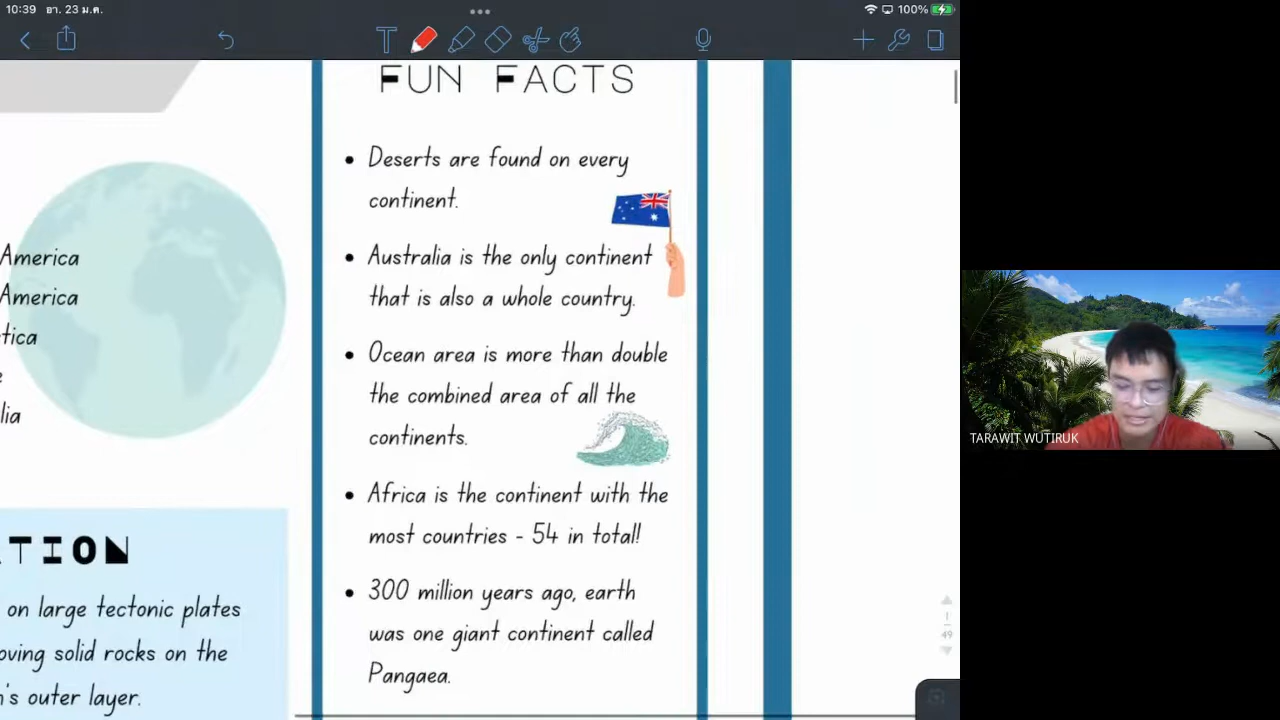 10:39 อา. 23 ม.ค.
100%
FUN FACTS
• Deserts are found on every
continent.
• Australia is the only continent
that is also a whole country.
• Ocean area is more than double
the combined area of all the
continents.
• Africa is the continent with the
most countries - 54 in total!
• 300 million years ago, earth
was one giant continent called
Pangaea.
America
America
tica
lia
TION
on large tectonic plates
oving solid rocks on the
's outer layer.
1
49
TARAWIT WUTIRUK